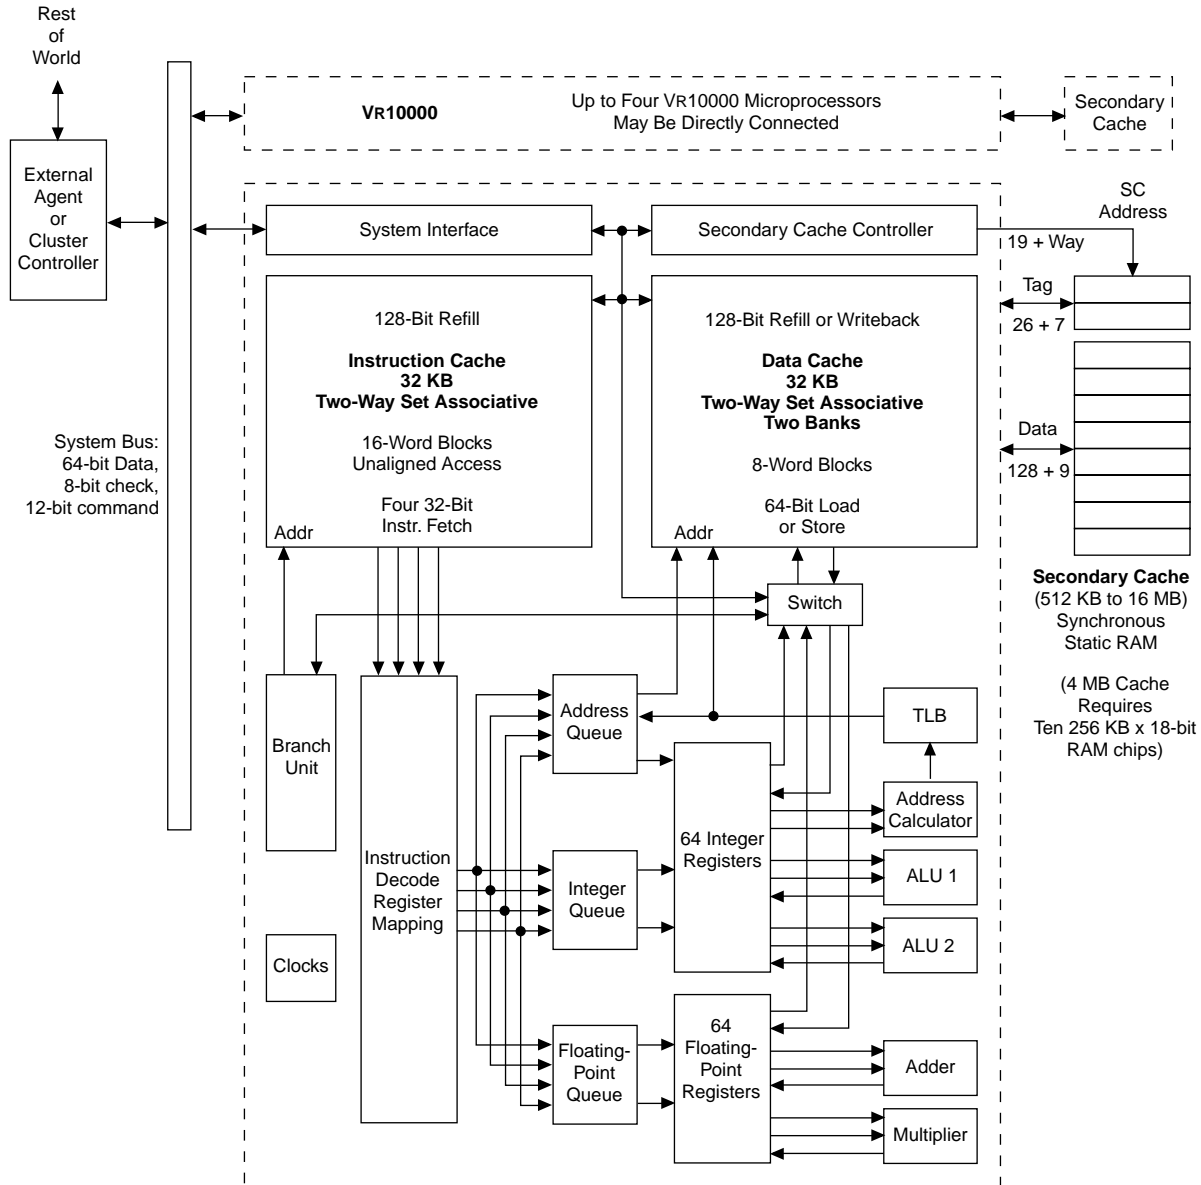 Rest
of
World
VR10000
Up to Four VR10000 Microprocessors
May Be Directly Connected
Secondary
Cache
External
Agent
or
Cluster
Controller
System Interface
Secondary Cache Controller
SC
Address
19 + Way
Tag
26 + 7
128-Bit Refill
Instruction Cache
32 KB
Two-Way Set Associative
16-Word Blocks
Unaligned Access
Four 32-Bit
Instr. Fetch
Addr
128-Bit Refill or Writeback
Data Cache
32 KB
Two-Way Set Associative
Two Banks
8-Word Blocks
64-Bit Load
or Store
Addr
Data
128 + 9
System Bus:
64-bit Data,
8-bit check,
12-bit command
Secondary Cache
(512 KB to 16 MB)
Synchronous
Static RAM
(4 MB Cache
Requires
Ten 256 KB x 18-bit
RAM chips)
Switch
Branch
Unit
Clocks
Instruction
Decode
Register
Mapping
Address
Queue
Integer
Queue
Floating-
Point
Queue
64 Integer
Registers
64
Floating-
Point
Registers
TLB
Address
Calculator
ALU 1
ALU 2
Adder
Multiplier